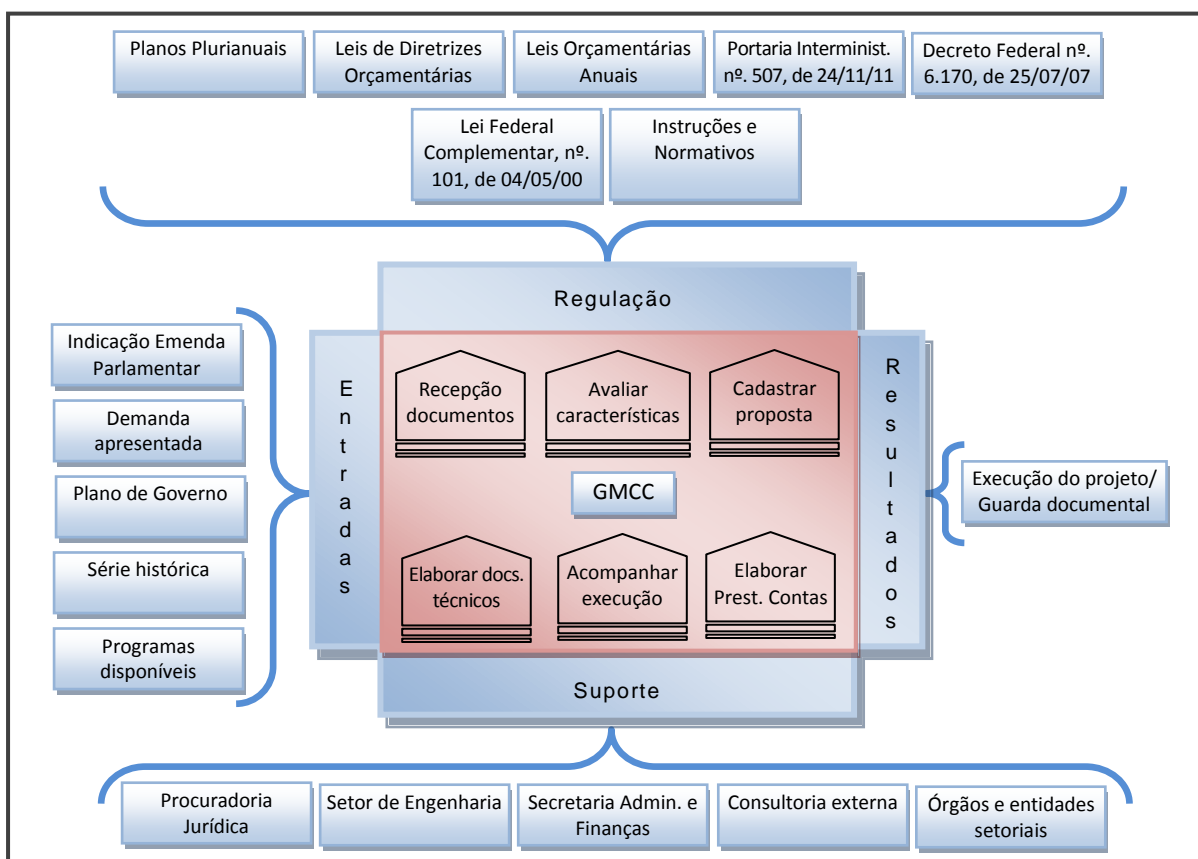 Planos Plurianuais
Leis de Diretrizes
Orçamentárias
Leis Orçamentárias
Anuais
Portaria Interminist.
nº. 507, de 24/11/11
Decreto Federal nº.
6.170, de 25/07/07
Lei Federal
Complementar, nº.
101, de 04/05/00
Instruções e
Normativos
Regulação
Indicação Emenda
Parlamentar
Demanda
apresentada
Plano de Governo
Série histórica
Programas
disponíveis
Entradas
Recepção
documentos
Avaliar
características
Cadastrar
proposta
GMCC
Elaborar docs.
técnicos
Acompanhar
execução
Elaborar
Prest. Contas
Resultados
Execução do projeto/
Guarda documental
Suporte
Procuradoria
Jurídica
Setor de Engenharia
Secretaria Admin. e
Finanças
Consultoria externa
Órgãos e entidades
setoriais